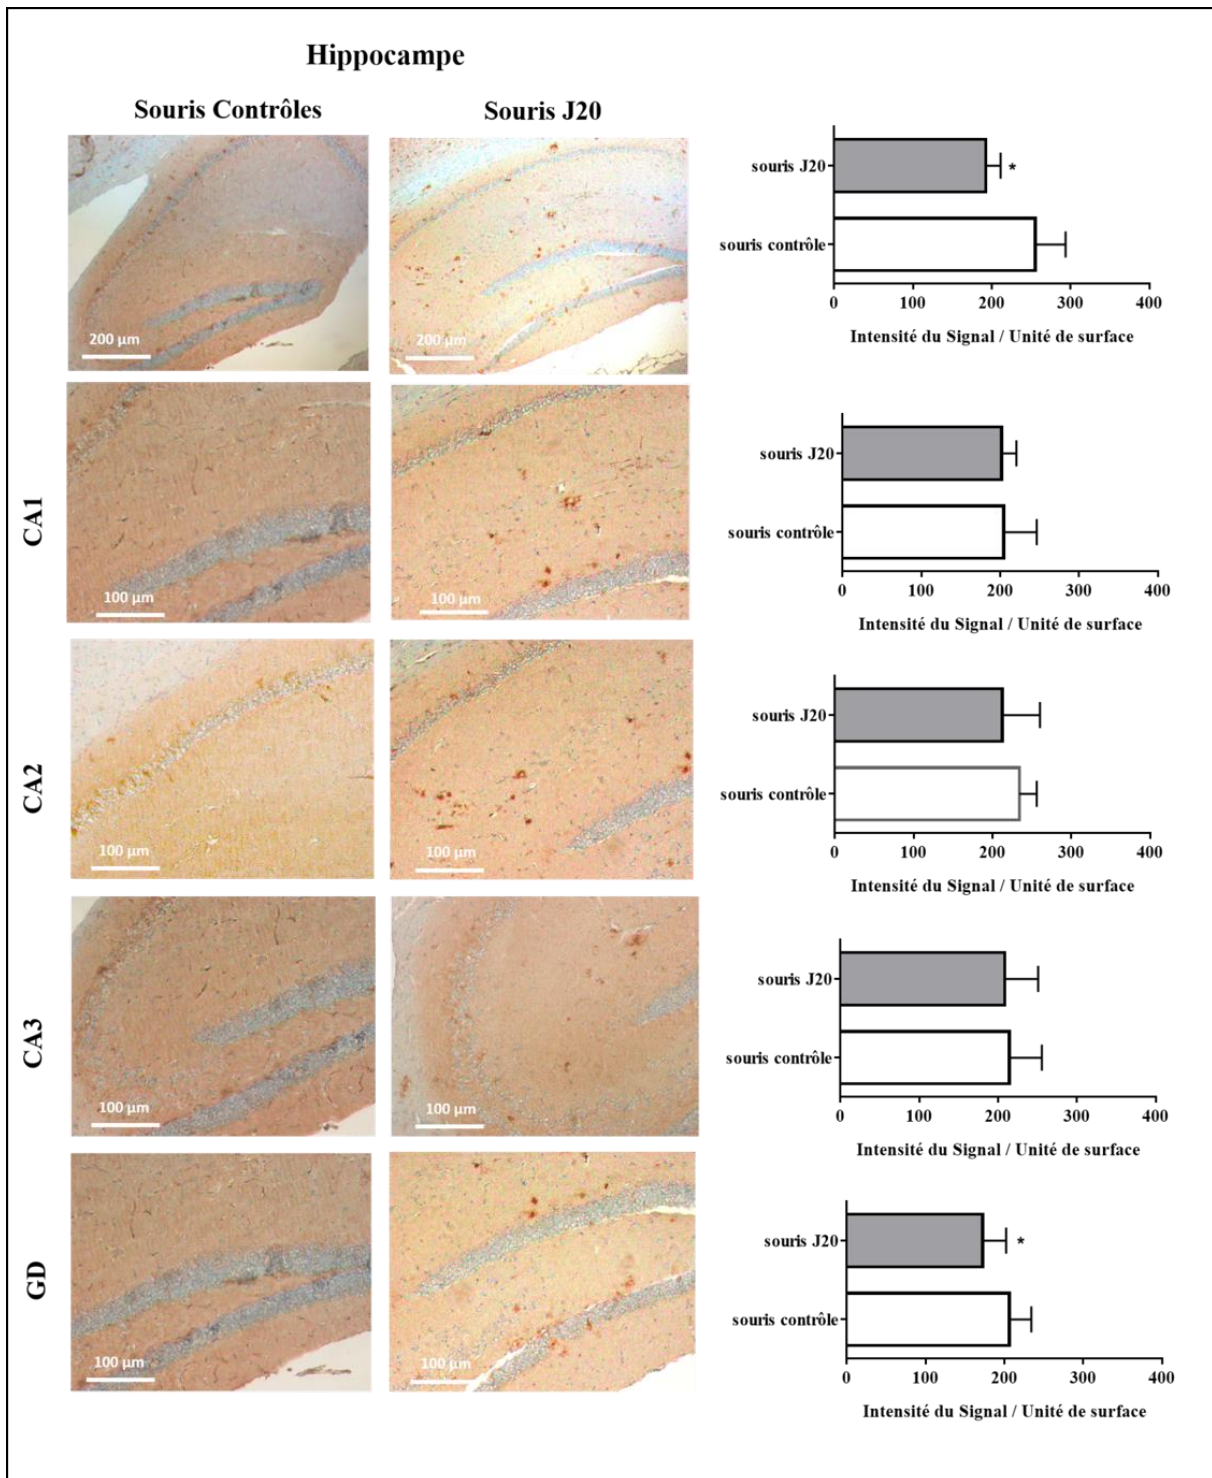 Hippocampe
Souris Contrôles
Souris J20
200 µm
200 µm
souris J20
*
souris contrôle
0 100 200 300 400
Intensité du Signal / Unité de surface
CA1
100 µm
100 µm
souris J20
souris contrôle
0 100 200 300 400
Intensité du Signal / Unité de surface
CA2
100 µm
100 µm
souris J20
souris contrôle
0 100 200 300 400
Intensité du Signal / Unité de surface
CA3
100 µm
100 µm
souris J20
souris contrôle
0 100 200 300 400
Intensité du Signal / Unité de surface
GD
100 µm
100 µm
souris J20
*
souris contrôle
0 100 200 300 400
Intensité du Signal / Unité de surface